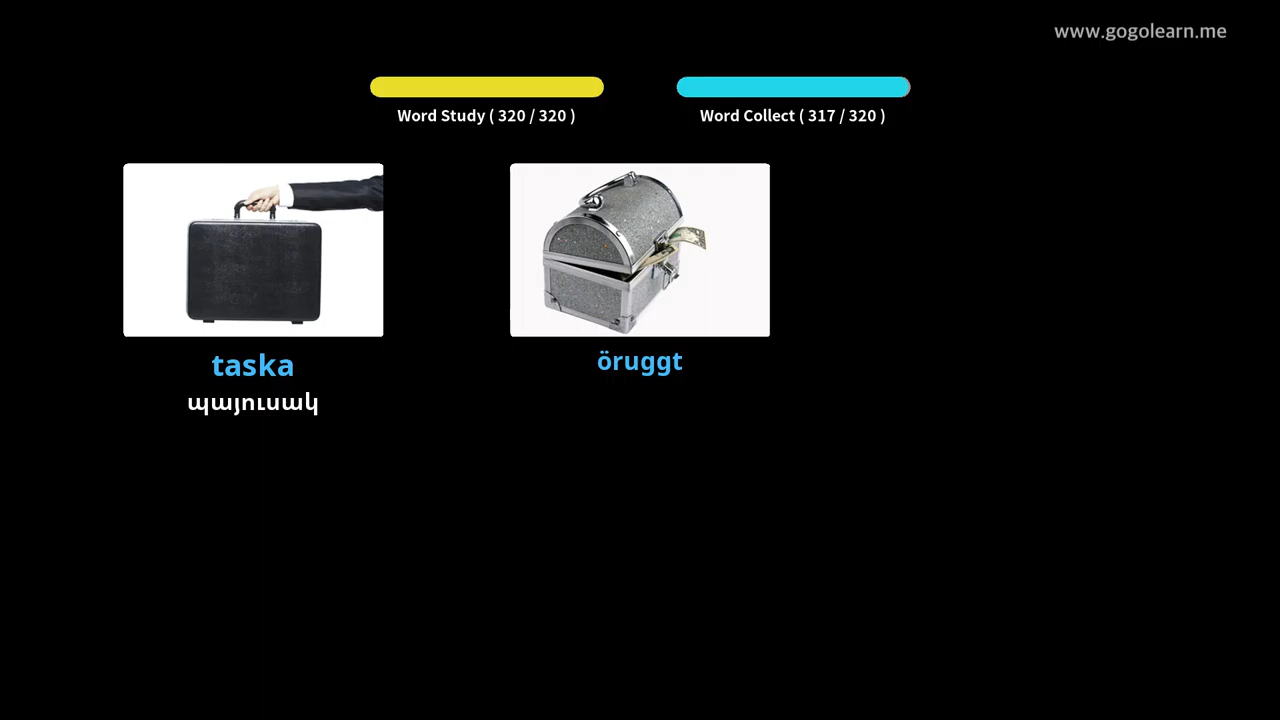 www.gogolearn.me
Word Study ( 320 / 320 )
Word Collect ( 317 / 320 )
taska
պայուսակ
öruggt